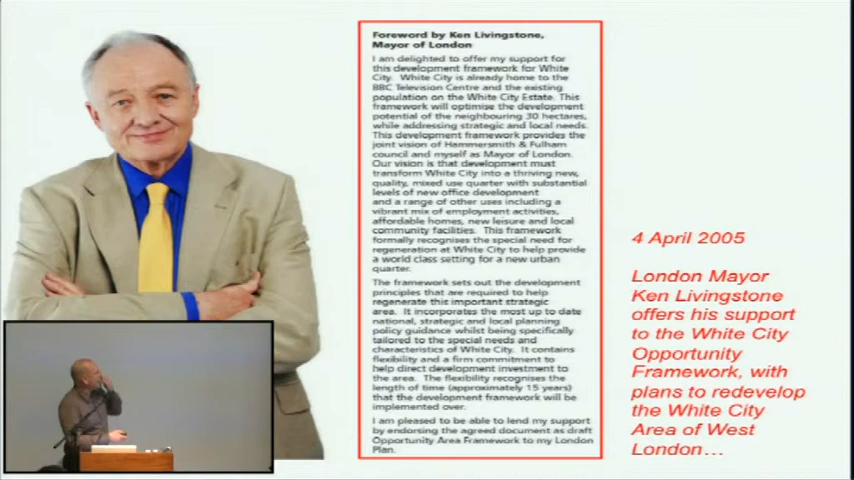 Foreword by Ken Livingstone,
Mayor of London
I am delighted to offer my support for
this development framework for White
City. White City is already home to the
BBC Television Centre and the existing
population on the White City Estate. This
framework will optimise the development
potential of the neighbouring 30 hectares,
while addressing strategic and local needs.
This development framework provides the
joint vision of Hammersmith & Fulham
council and myself as Mayor of London.
Our vision is that development must
transform White City into a thriving new,
quality, mixed use quarter with substantial
levels of new office development
and a range of other uses including a
vibrant mix of employment activities,
affordable homes, new leisure and local
community facilities. This framework
formally recognises the special need for
regeneration at White City to help provide
a world class setting for a new urban
quarter.
The framework sets out the development
principles that are required to help
regenerate this important strategic
area. It incorporates the most up to date
national, strategic and local planning
policy guidance whilst being specifically
tailored to the special needs and
characteristics of White City. It contains
flexibility and a firm commitment to
help direct development investment to
the area. The flexibility recognises the
length of time (approximately 15 years)
that the development framework will be
implemented over.
I am pleased to be able to lend my support
by endorsing the agreed document as draft
Opportunity Area Framework to my London
Plan.
4 April 2005
London Mayor
Ken Livingstone
offers his support
to the White City
Opportunity
Framework, with
plans to redevelop
the White City
Area of West
London…